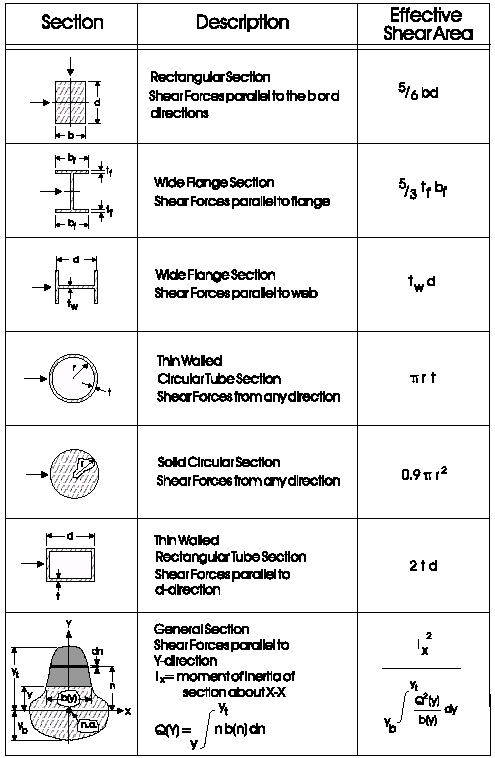 Section Description Effective Shear Area
d
b
Rectangular Section
Shear Forces parallel to the b or d
directions
5/6 bd
bf
tf
tf
bf
Wide Flange Section
Shear Forces parallel to flange
5/3 tf bf
d
tw
Wide Flange Section
Shear Forces parallel to web
tw d
r
t
Thin Walled
Circular Tube Section
Shear Forces from any direction
π r t
r
Solid Circular Section
Shear Forces from any direction
0.9 π r²
d
t
Thin Walled
Rectangular Tube Section
Shear Forces parallel to
d-direction
2 t d
Y
dn
yt
y
n
b(y)
X
yb
n.a.
General Section
Shear Forces parallel to
Y-direction
Ix = moment of inertia of
section about X-X
Q(Y) = ∫ y yt n b(n) dn
Ix²
∫ yb yt Q²(y) / b(y) dy